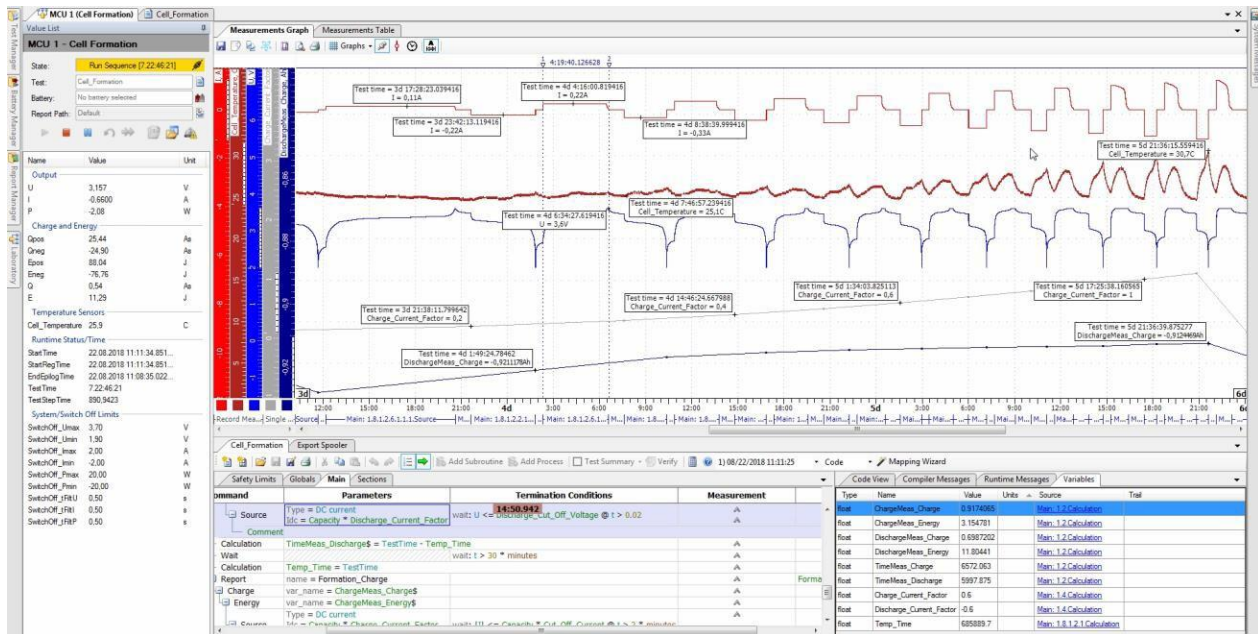 MCU 1 (Cell Formation)
Cell_Formation
Value List
MCU 1 - Cell Formation
State:
Run Sequence [7.22:46:21]
Test:
Cell_Formation
Battery:
No battery selected
Report Path:
Default
Name Value Unit
Output
U 3,157 V
I -0,6600 A
P -2,08 W
Charge and Energy
Qpos 25,44 As
Qneg -24,90 As
Epos 88,04 J
Eneg -76,76 J
Q 0,54 As
E 11,29 J
Temperature Sensors
Cell_Temperature 25,9 C
Runtime Status/Time
StartTime 22.08.2018 11:11:34.851...
StartRegTime 22.08.2018 11:11:34.851...
EndEpilogTime 22.08.2018 11:08:35.022...
TestTime 7.22:46:21
TestStepTime 890,9423
System/Switch Off Limits
SwitchOff_Umax 3,70 V
SwitchOff_Umin 1,90 V
SwitchOff_Imax 2,00 A
SwitchOff_Imin -2,00 A
SwitchOff_Pmax 20,00 W
SwitchOff_Pmin -20,00 W
SwitchOff_tFltU 0,50 s
SwitchOff_tFltI 0,50 s
SwitchOff_tFltP 0,50 s
Test Manager
Battery Manager
Report Manager
Laboratory
Measurements Graph
Measurements Table
Graphs
1 4:19:40.126628 2
Test time = 3d 17:28:23.039416
I = 0,11A
Test time = 4d 4:16:00.819416
I = 0,22A
Test time = 3d 23:42:13.119416
I = -0,22A
Test time = 4d 8:38:39.999416
I = -0,33A
Test time = 5d 21:36:15.559416
Cell_Temperature = 30,7C
Test time = 4d 7:46:57.239416
Cell_Temperature = 25,1C
Test time = 4d 6:34:27.619416
U = 3,6V
Test time = 3d 21:38:11.799642
Charge_Current_Factor = 0,2
Test time = 4d 14:46:24.667988
Charge_Current_Factor = 0,4
Test time = 5d 1:34:03.825113
Charge_Current_Factor = 0,6
Test time = 5d 17:25:38.160565
Charge_Current_Factor = 1
Test time = 4d 1:49:24.78462
DischargeMeas_Charge = -0,9211178Ah
Test time = 5d 21:36:39.875277
DischargeMeas_Charge = -0,9124469Ah
3d 12:00 15:00 18:00 21:00 4d 3:00 6:00 9:00 12:00 15:00 18:00 21:00 5d 3:00 6:00 9:00 12:00 15:00 18:00 21:00 6d
Cell_Formation
Export Spooler
Add Subroutine
Add Process
Test Summary
Verify
1) 08/22/2018 11:11:25
Code
Mapping Wizard
Safety Limits
Globals
Main
Sections
ommand Parameters Termination Conditions Measurement
Source
Type = DC current
Idc = Capacity * Discharge_Current_Factor
14:50.942
wait: U <= Discharge_Cut_Off_Voltage @ t > 0.02
Comment
Calculation TimeMeas_Discharge$ = TestTime - Temp_Time
Wait wait: t > 30 * minutes
Calculation Temp_Time = TestTime
Report name = Formation_Charge Forma
Charge var_name = ChargeMeas_Charge$
Energy var_name = ChargeMeas_Energy$
Type = DC current
Code View
Compiler Messages
Runtime Messages
Variables
Type Name Value Units Source Trail
float ChargeMeas_Charge 0.9174065 Main: 1.2.Calculation
float ChargeMeas_Energy 3.154781 Main: 1.2.Calculation
float DischargeMeas_Charge 0.6987202 Main: 1.2.Calculation
float DischargeMeas_Energy 11.80441 Main: 1.2.Calculation
float TimeMeas_Charge 6572.063 Main: 1.2.Calculation
float TimeMeas_Discharge 5997.875 Main: 1.2.Calculation
float Charge_Current_Factor 0.6 Main: 1.4.Calculation
float Discharge_Current_Factor -0.6 Main: 1.4.Calculation
float Temp_Time 685889.7 Main: 1.8.1.2.1.Calculation